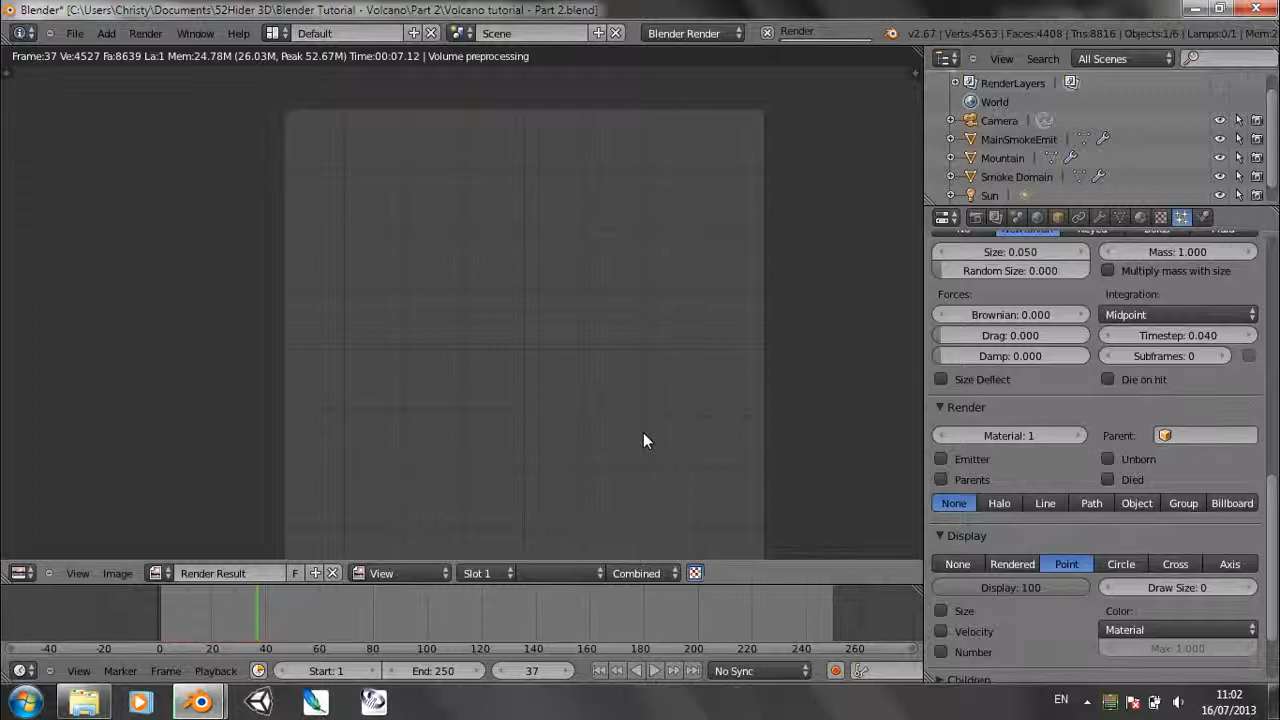 Blender* [C:\Users\Christy\Documents\52Hider 3D\Blender Tutorial - Volcano\Part 2\Volcano tutorial - Part 2.blend]
File Add Render Window Help Default Scene Blender Render Render v2.67 | Verts:4563 | Faces:4408 | Tris:8816 | Objects:1/6 | Lamps:0/1 | Mem:2
Frame:37 Ve:4527 Fa:8639 La:1 Mem:24.78M (26.03M, Peak 52.67M) Time:00:07.12 | Volume preprocessing
View Search All Scenes
RenderLayers
World
Camera
MainSmokeEmit
Mountain
Smoke Domain
Sun
Size: 0.050 Mass: 1.000
Random Size: 0.000 Multiply mass with size
Forces: Integration:
Brownian: 0.000 Midpoint
Drag: 0.000 Timestep: 0.040
Damp: 0.000 Subframes: 0
Size Deflect Die on hit
Render
Material: 1 Parent:
Emitter Unborn
Parents Died
None Halo Line Path Object Group Billboard
Display
None Rendered Point Circle Cross Axis
Display: 100 Draw Size: 0
Size Color:
Velocity Material
Number Max: 1.000
Children
View Image Render Result F View Slot 1 Combined
-40 -20 0 20 40 60 80 100 120 140 160 180 200 220 240 260
View Marker Frame Playback Start: 1 End: 250 37 No Sync
EN 11:02
16/07/2013